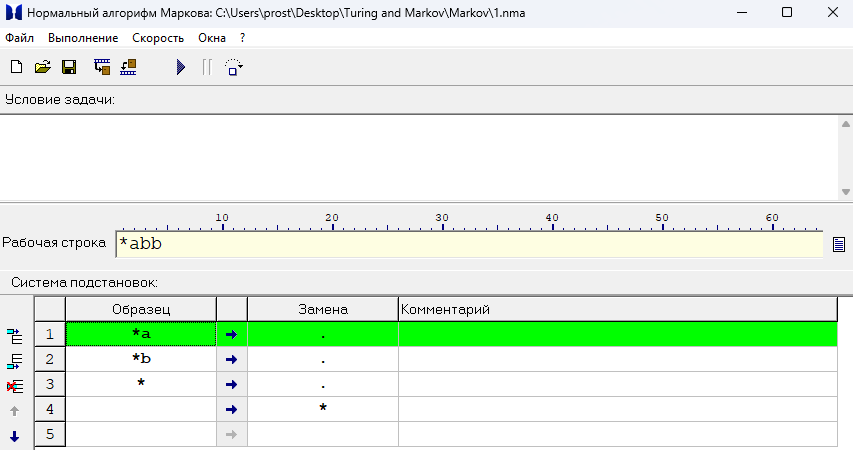 Нормальный алгорифм Маркова: C:\Users\prost\Desktop\Turing and Markov\Markov\1.nma
Файл Выполнение Скорость Окна ?
Условие задачи:
10 20 30 40 50 60
Рабочая строка *abb
Система подстановок:
Образец Замена Комментарий
1 *a → .
2 *b → .
3 * → .
4 → *
5 →